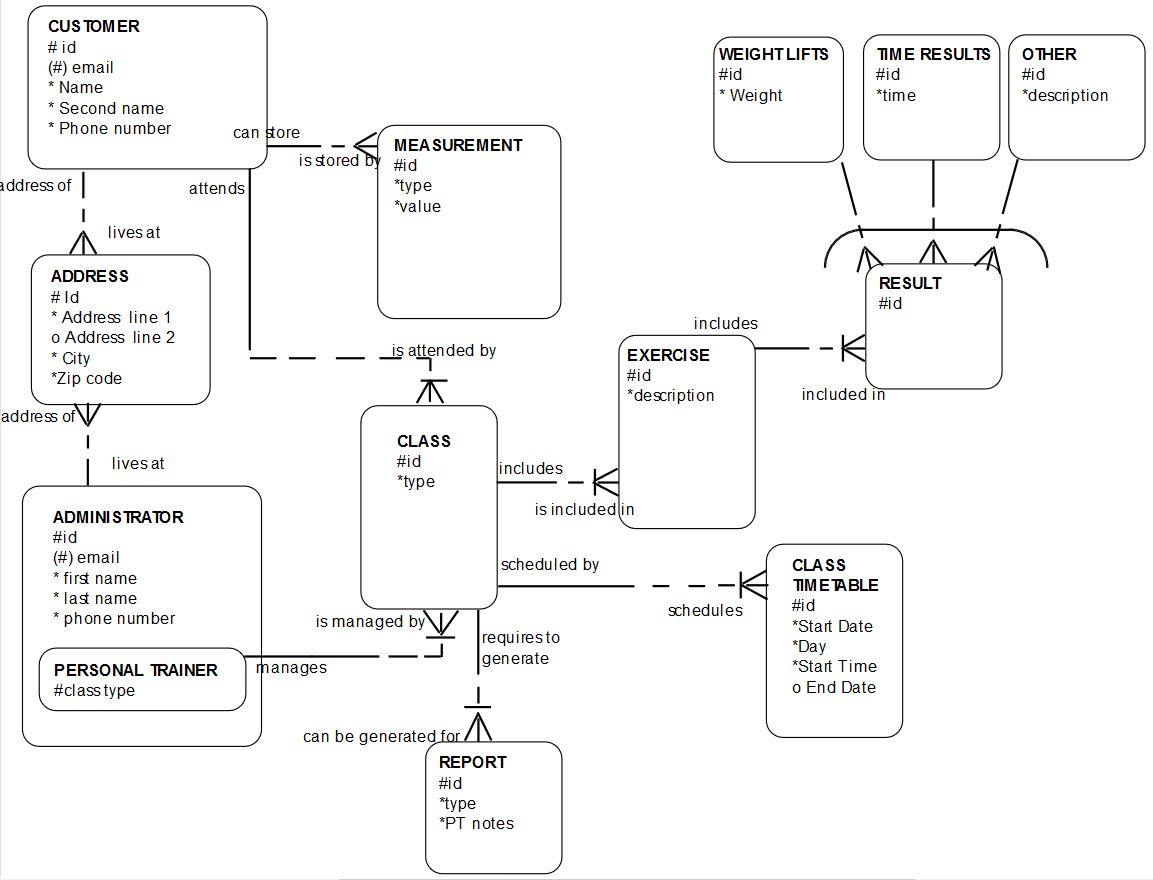 CUSTOMER
# id
(#) email
* Name
* Second name
* Phone number
can store
is stored by
MEASUREMENT
#id
*type
*value
WEIGHT LIFTS
#id
* Weight
TIME RESULTS
#id
*time
OTHER
#id
*description
address of
lives at
attends
is attended by
ADDRESS
# Id
* Address line 1
o Address line 2
* City
*Zip code
RESULT
#id
includes
included in
EXERCISE
#id
*description
CLASS
#id
*type
includes
is included in
address of
lives at
ADMINISTRATOR
#id
(#) email
* first name
* last name
* phone number
PERSONAL TRAINER
#class type
manages
is managed by
requires to
generate
can be generated for
scheduled by
schedules
CLASS
TIMETABLE
#id
*Start Date
*Day
*Start Time
o End Date
REPORT
#id
*type
*PT notes